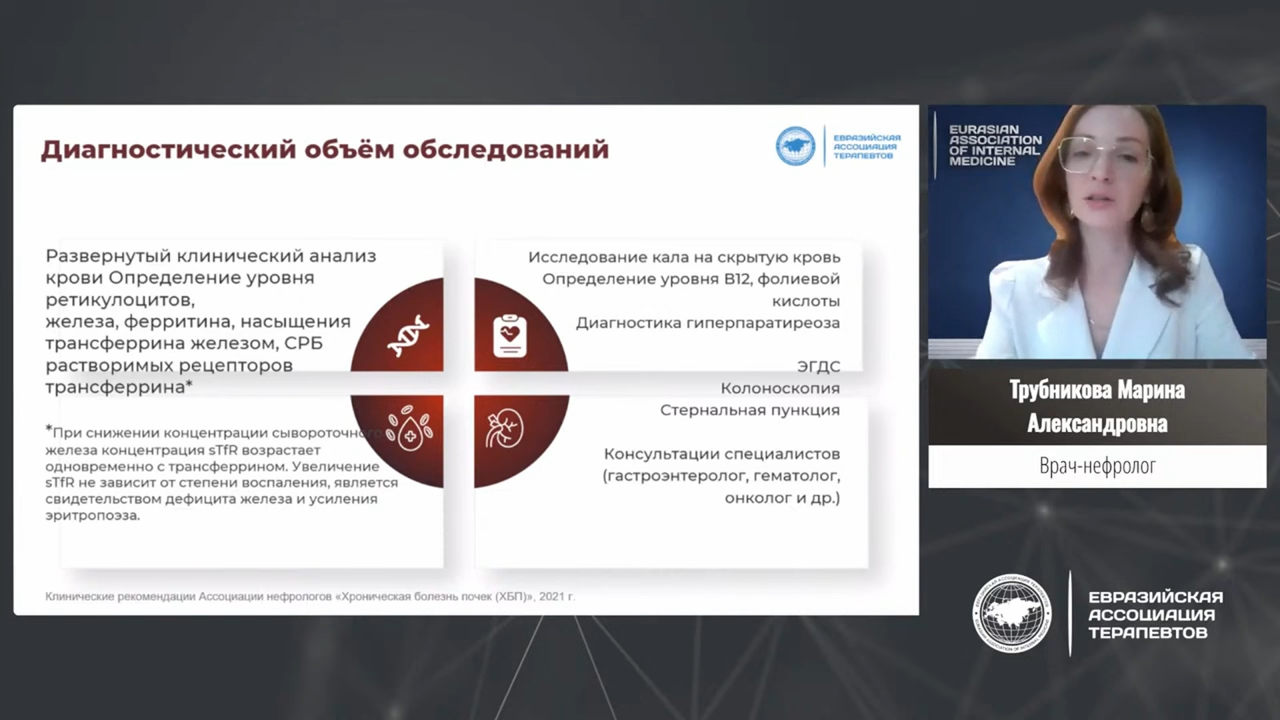 Диагностический объём обследований
ЕВРАЗИЙСКАЯ
АССОЦИАЦИЯ
ТЕРАПЕВТОВ
Развернутый клинический анализ
крови Определение уровня
ретикулоцитов,
железа, ферритина, насыщения
трансферрина железом, СРБ
растворимых рецепторов
трансферрина*
*При снижении концентрации сывороточного
железа концентрация sTfR возрастает
одновременно с трансферрином. Увеличение
sTfR не зависит от степени воспаления, является
свидетельством дефицита железа и усиления
эритропоэза.
Исследование кала на скрытую кровь
Определение уровня В12, фолиевой
кислоты
Диагностика гиперпаратиреоза
ЭГДС
Колоноскопия
Стернальная пункция
Консультации специалистов
(гастроэнтеролог, гематолог,
онколог и др.)
Клинические рекомендации Ассоциации нефрологов «Хроническая болезнь почек (ХБП)», 2021 г.
EURASIAN
ASSOCIATION
OF INTERNAL
MEDICINE
Трубникова Марина
Александровна
Врач-нефролог
ЕВРАЗИЙСКАЯ
АССОЦИАЦИЯ
ТЕРАПЕВТОВ